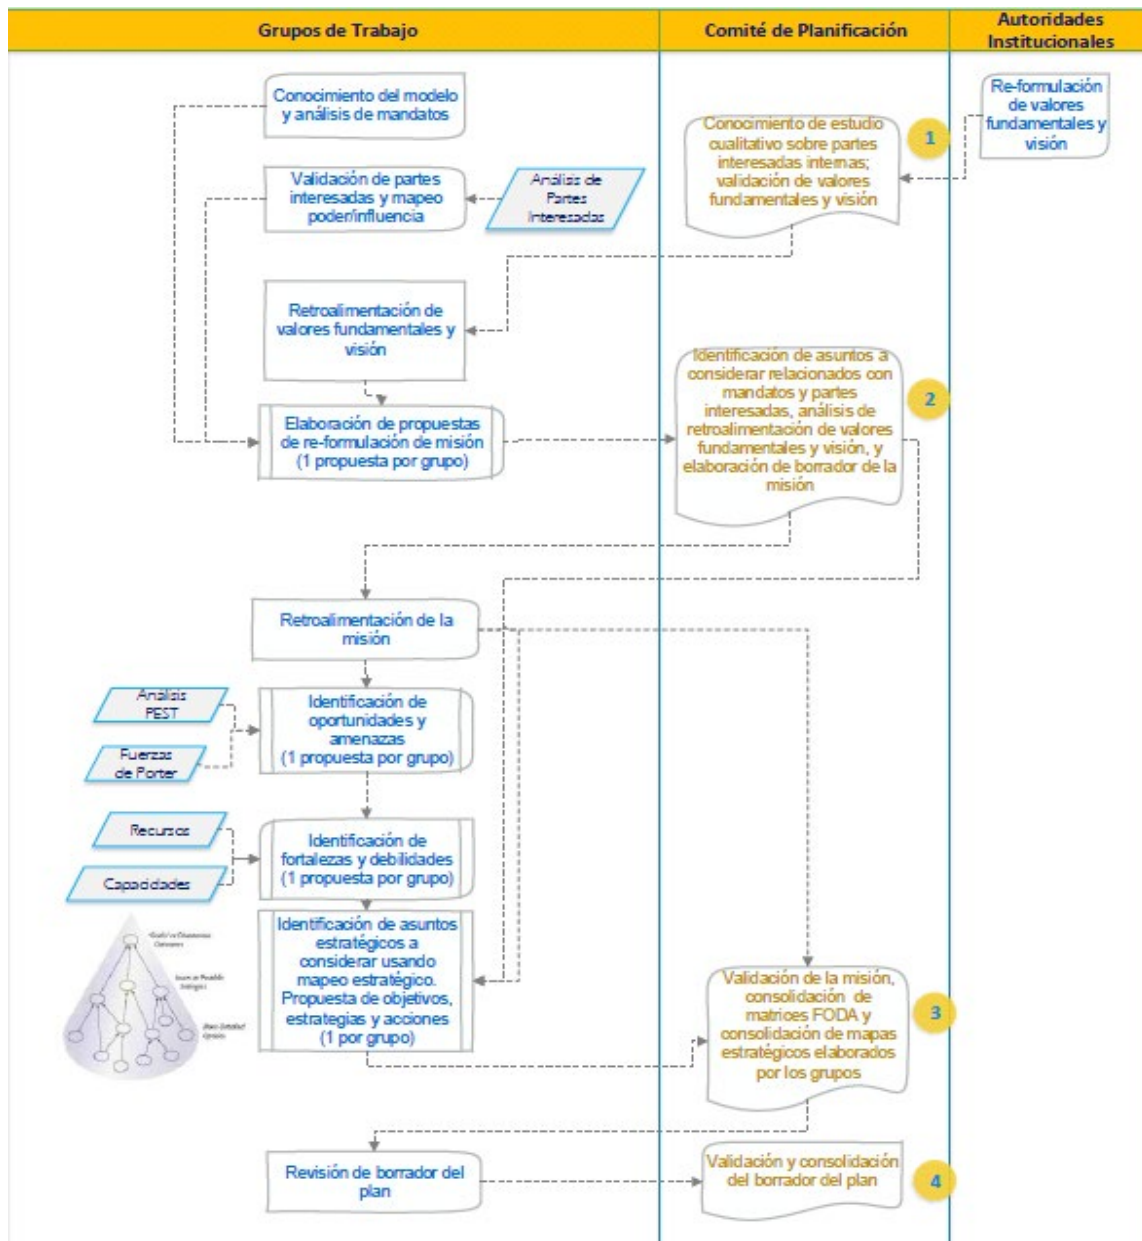 Grupos de Trabajo
Comité de Planificación
Autoridades
Institucionales
Conocimiento del modelo
y análisis de mandatos
Re-formulación
de valores
fundamentales y
visión
Conocimiento de estudio
cualitativo sobre partes
interesadas internas;
validación de valores
fundamentales y visión
1
Validación de partes
interesadas y mapeo
poder/influencia
Análisis de
Partes
Interesadas
Retroalimentación de
valores fundamentales y
visión
Identificación de asuntos a
considerar relacionados con
mandatos y partes
interesadas, análisis de
retroalimentación de valores
fundamentales y visión, y
elaboración de borrador de la
misión
2
Elaboración de propuestas
de re-formulación de misión
(1 propuesta por grupo)
Retroalimentación de la
misión
Análisis
PEST
Fuerzas
de Porter
Identificación de
oportunidades y
amenazas
(1 propuesta por grupo)
Recursos
Capacidades
Identificación de
fortalezas y debilidades
(1 propuesta por grupo)
Identificación de asuntos
estratégicos a
considerar usando
mapeo estratégico.
Propuesta de objetivos,
estrategias y acciones
(1 por grupo)
Validación de la misión,
consolidación de
matrices FODA y
consolidación de mapas
estratégicos elaborados
por los grupos
3
Revisión de borrador del
plan
Validación y consolidación
del borrador del plan
4